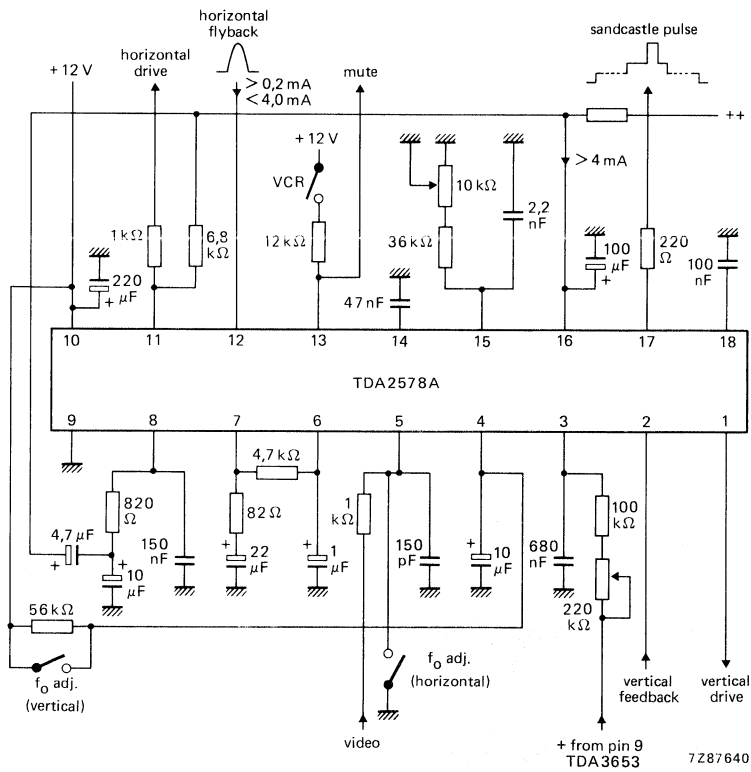 horizontal
flyback
sandcastle pulse
horizontal
drive
+12 V
> 0,2 mA
< 4,0 mA
mute
++
+12 V
> 4 mA
VCR
10 kΩ
2,2
nF
1 kΩ
6,8
kΩ
12 kΩ
36 kΩ
100
μF
+
220
Ω
100
nF
220
μF
+
47 nF
10
11
12
13
14
15
16
17
18
TDA2578A
9
8
7
6
5
4
3
2
1
4,7 kΩ
820
Ω
82 Ω
1
kΩ
100
kΩ
4,7 μF
+
150
nF
+
22
μF
+
1
μF
150
pF
+
10
μF
680
nF
+
10
μF
220
kΩ
56 kΩ
fo adj.
(vertical)
fo adj.
(horizontal)
vertical
feedback
vertical
drive
video
+ from pin 9
TDA3653
7Z87640